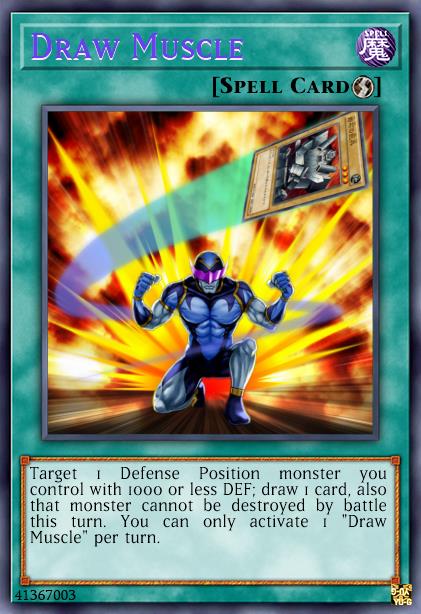 Draw Muscle
SPELL
魔
[Spell Card]
Target 1 Defense Position monster you
control with 1000 or less DEF; draw 1 card, also
that monster cannot be destroyed by battle
this turn. You can only activate 1 "Draw
Muscle" per turn.
41367003